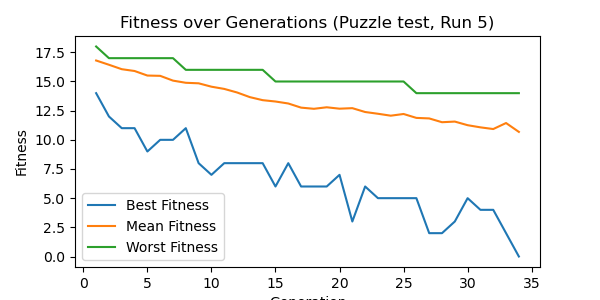 Fitness over Generations (Puzzle test, Run 5)
Fitness
17.5
15.0
12.5
10.0
7.5
5.0
2.5
0.0
Best Fitness
Mean Fitness
Worst Fitness
0 5 10 15 20 25 30 35
Generation